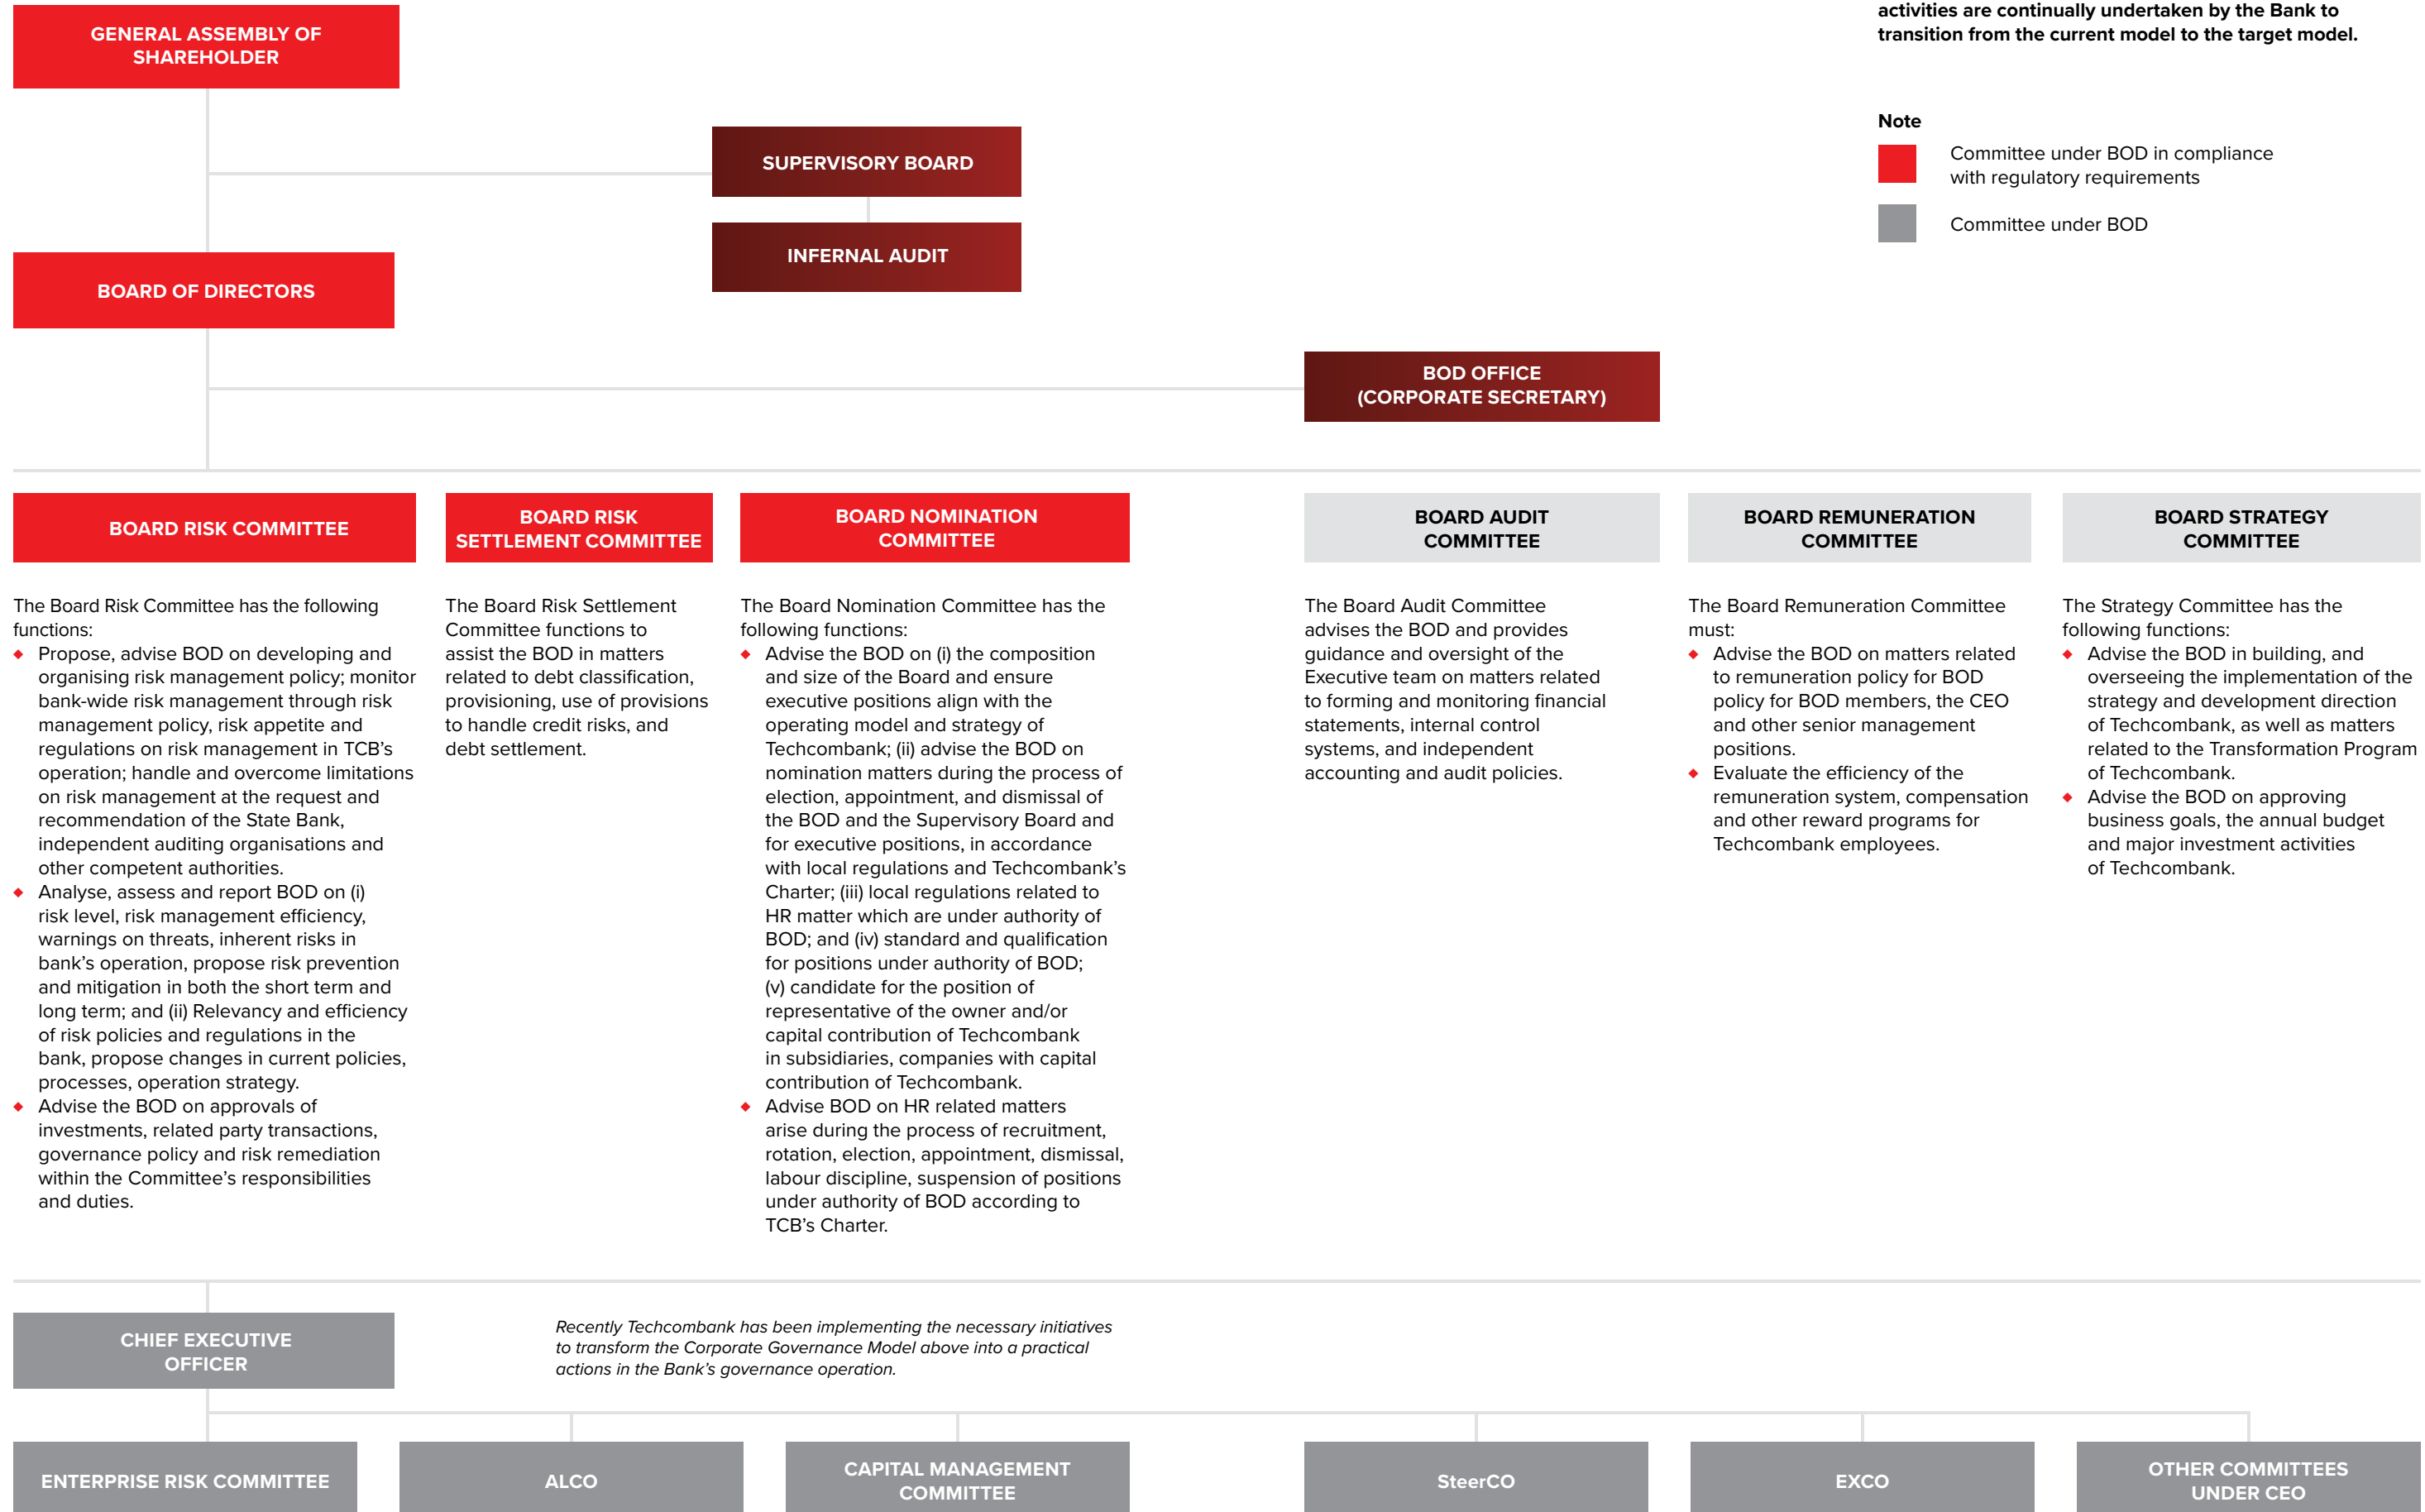 activities are continually undertaken by the Bank to
transition from the current model to the target model.
GENERAL ASSEMBLY OF
SHAREHOLDER
Note
Committee under BOD in compliance
with regulatory requirements
Committee under BOD
SUPERVISORY BOARD
INFERNAL AUDIT
BOARD OF DIRECTORS
BOD OFFICE
(CORPORATE SECRETARY)
BOARD RISK COMMITTEE
The Board Risk Committee has the following
functions:
◆ Propose, advise BOD on developing and
organising risk management policy; monitor
bank-wide risk management through risk
management policy, risk appetite and
regulations on risk management in TCB's
operation; handle and overcome limitations
on risk management at the request and
recommendation of the State Bank,
independent auditing organisations and
other competent authorities.
◆ Analyse, assess and report BOD on (i)
risk level, risk management efficiency,
warnings on threats, inherent risks in
bank's operation, propose risk prevention
and mitigation in both the short term and
long term; and (ii) Relevancy and efficiency
of risk policies and regulations in the
bank, propose changes in current policies,
processes, operation strategy.
◆ Advise the BOD on approvals of
investments, related party transactions,
governance policy and risk remediation
within the Committee's responsibilities
and duties.
BOARD RISK
SETTLEMENT COMMITTEE
The Board Risk Settlement
Committee functions to
assist the BOD in matters
related to debt classification,
provisioning, use of provisions
to handle credit risks, and
debt settlement.
BOARD NOMINATION
COMMITTEE
The Board Nomination Committee has the
following functions:
◆ Advise the BOD on (i) the composition
and size of the Board and ensure
executive positions align with the
operating model and strategy of
Techcombank; (ii) advise the BOD on
nomination matters during the process of
election, appointment, and dismissal of
the BOD and the Supervisory Board and
for executive positions, in accordance
with local regulations and Techcombank's
Charter; (iii) local regulations related to
HR matter which are under authority of
BOD; and (iv) standard and qualification
for positions under authority of BOD;
(v) candidate for the position of
representative of the owner and/or
capital contribution of Techcombank
in subsidiaries, companies with capital
contribution of Techcombank.
◆ Advise BOD on HR related matters
arise during the process of recruitment,
rotation, election, appointment, dismissal,
labour discipline, suspension of positions
under authority of BOD according to
TCB's Charter.
BOARD AUDIT
COMMITTEE
The Board Audit Committee
advises the BOD and provides
guidance and oversight of the
Executive team on matters related
to forming and monitoring financial
statements, internal control
systems, and independent
accounting and audit policies.
BOARD REMUNERATION
COMMITTEE
The Board Remuneration Committee
must:
◆ Advise the BOD on matters related
to remuneration policy for BOD
policy for BOD members, the CEO
and other senior management
positions.
◆ Evaluate the efficiency of the
remuneration system, compensation
and other reward programs for
Techcombank employees.
BOARD STRATEGY
COMMITTEE
The Strategy Committee has the
following functions:
◆ Advise the BOD in building, and
overseeing the implementation of the
strategy and development direction
of Techcombank, as well as matters
related to the Transformation Program
of Techcombank.
◆ Advise the BOD on approving
business goals, the annual budget
and major investment activities
of Techcombank.
CHIEF EXECUTIVE
OFFICER
Recently Techcombank has been implementing the necessary initiatives
to transform the Corporate Governance Model above into a practical
actions in the Bank's governance operation.
ENTERPRISE RISK COMMITTEE
ALCO
CAPITAL MANAGEMENT
COMMITTEE
SteerCO
EXCO
OTHER COMMITTEES
UNDER CEO